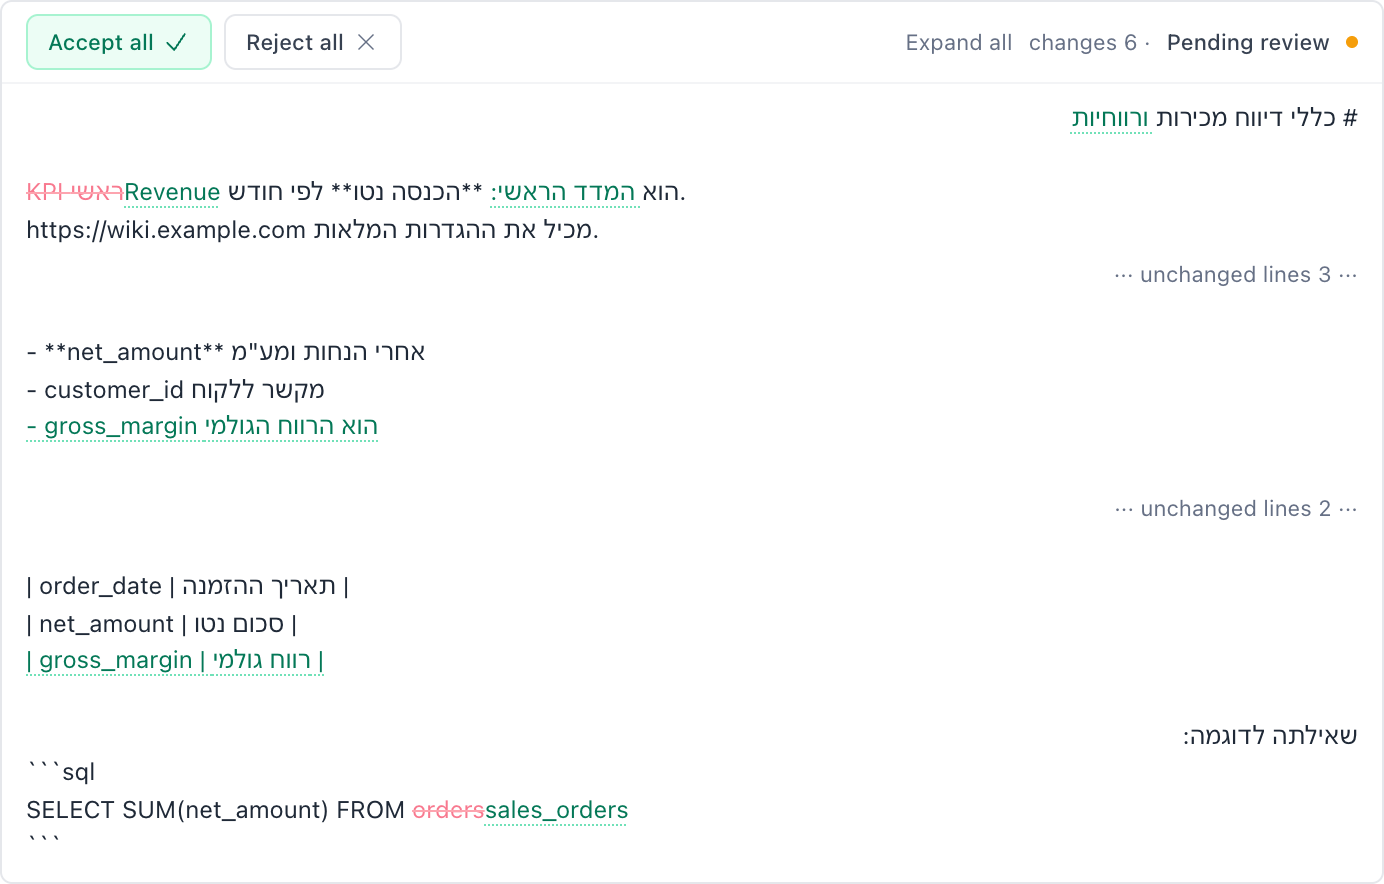 Accept all
Reject all
Expand all changes 6 · Pending review
# כללי דיווח מכירות ורווחיות
KPI ראשיRevenue הוא המדד הראשי: **הכנסה נטו** לפי חודש.
https://wiki.example.com מכיל את ההגדרות המלאות.
··· unchanged lines 3 ···
- **net_amount** אחרי הנחות ומע"מ
- customer_id מקשר ללקוח
- gross_margin הוא הרווח הגולמי
··· unchanged lines 2 ···
| order_date | תאריך ההזמנה |
| net_amount | סכום נטו |
| gross_margin | רווח גולמי |
שאילתה לדוגמה:
```sql
SELECT SUM(net_amount) FROM orderssales_orders
```